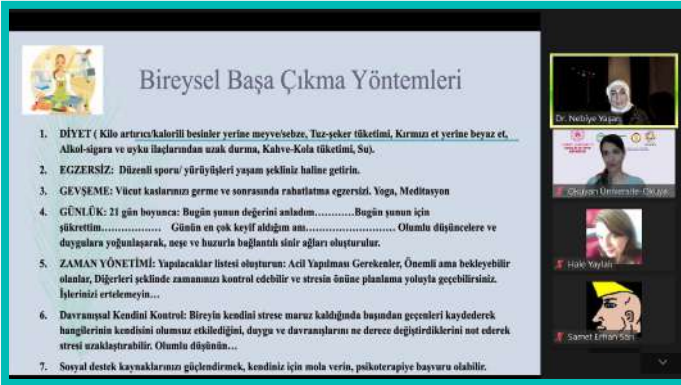 Bireysel Başa Çıkma Yöntemleri
1. DİYET ( Kilo artırıcı/kalorili besinler yerine meyve/sebze, Tuz-şeker tüketimi, Kırmızı et yerine beyaz et,
Alkol-sigara ve uyku ilaçlarından uzak durma, Kahve-Kola tüketimi, Su).
2. EGZERSİZ: Düzenli sporu/ yürüyüşleri yaşam şekliniz haline getirin.
3. GEVŞEME: Vücut kaslarınızı germe ve sonrasında rahatlatma egzersizi. Yoga, Meditasyon
4. GÜNLÜK: 21 gün boyunca: Bugün şunun değerini anladım…………Bugün şunun için
şükrettim……………… Günün en çok keyif aldığım anı……………………… Olumlu düşüncelere ve
duygulara yoğunlaşarak, neşe ve huzurla bağlantılı sinir ağları oluşturulur.
5. ZAMAN YÖNETİMİ: Yapılacaklar listesi oluşturun: Acil Yapılması Gerekenler, Önemli ama bekleyebilir
olanlar, Diğerleri şeklinde zamanınızı kontrol edebilir ve stresin önüne planlama yoluyla geçebilirsiniz.
İşlerinizi ertelemeyin…
6. Davranışsal Kendini Kontrol: Bireyin kendini strese maruz kaldığında başından geçenleri kaydederek
hangilerinin kendisini olumsuz etkilediğini, duygu ve davranışlarını ne derece değiştirdiklerini not ederek
stresi uzaklaştırabilir. Olumlu düşünün…
7. Sosyal destek kaynaklarınızı güçlendirmek, kendiniz için mola verin, psikoterapiye başvuru olabilir.
Dr. Nebiye Yaşar
Okuyan Üniversite-Okuya
Hale Yaylalı
Samet Erhan Sarı